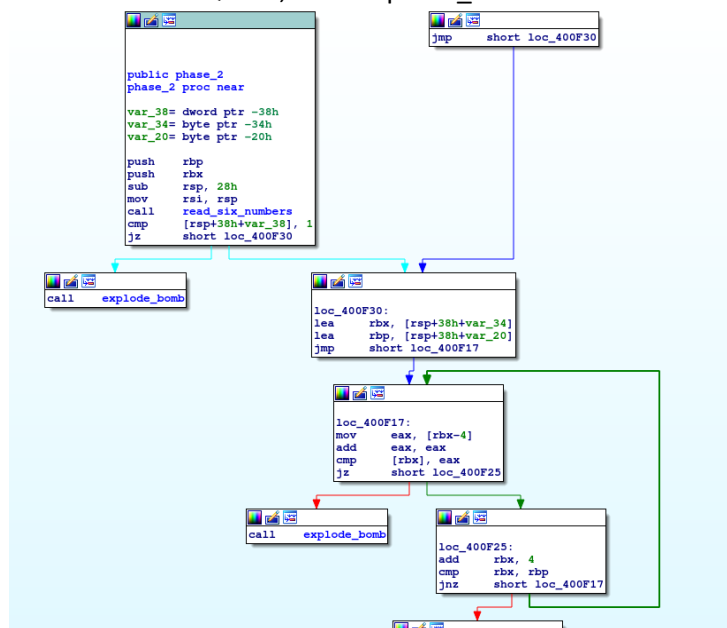 public phase_2
phase_2 proc near
var_38= dword ptr -38h
var_34= byte ptr -34h
var_20= byte ptr -20h
push    rbp
push    rbx
sub     rsp, 28h
mov     rsi, rsp
call    read_six_numbers
cmp     [rsp+38h+var_38], 1
jz      short loc_400F30
jmp     short loc_400F30
call    explode_bomb
loc_400F30:
lea     rbx, [rsp+38h+var_34]
lea     rbp, [rsp+38h+var_20]
jmp     short loc_400F17
loc_400F17:
mov     eax, [rbx-4]
add     eax, eax
cmp     [rbx], eax
jz      short loc_400F25
call    explode_bomb
loc_400F25:
add     rbx, 4
cmp     rbx, rbp
jnz     short loc_400F17